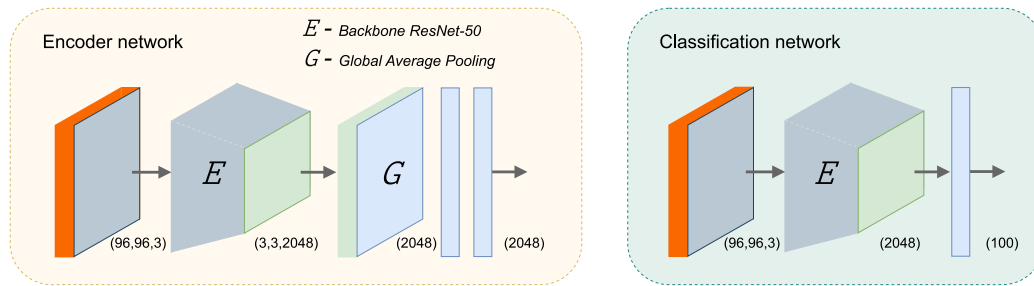 Encoder network
E - Backbone ResNet-50
G - Global Average Pooling
E
G
(96,96,3)
(3,3,2048)
(2048)
(2048)
Classification network
E
(96,96,3)
(2048)
(100)